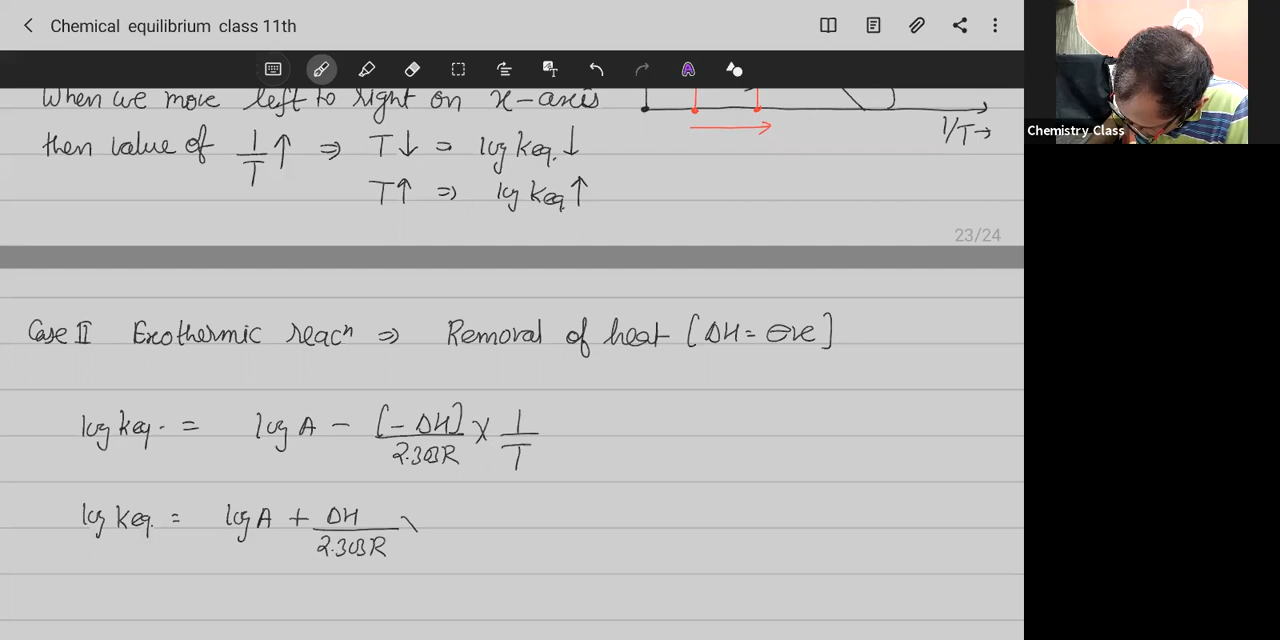 Chemical equilibrium class 11th
When we move left to right on x-axis
then value of 1/T ↑ ⇒ T↓ = log Keq. ↓
T↑ ⇒ log Keq. ↑
1/T→
Chemistry Class
23/24
Case II Exothermic reacn ⇒ Removal of heat [ΔH = ⊖ve]
log Keq. = log A - [-ΔH]/2.303R × 1/T
log Keq. = log A + ΔH/2.303R